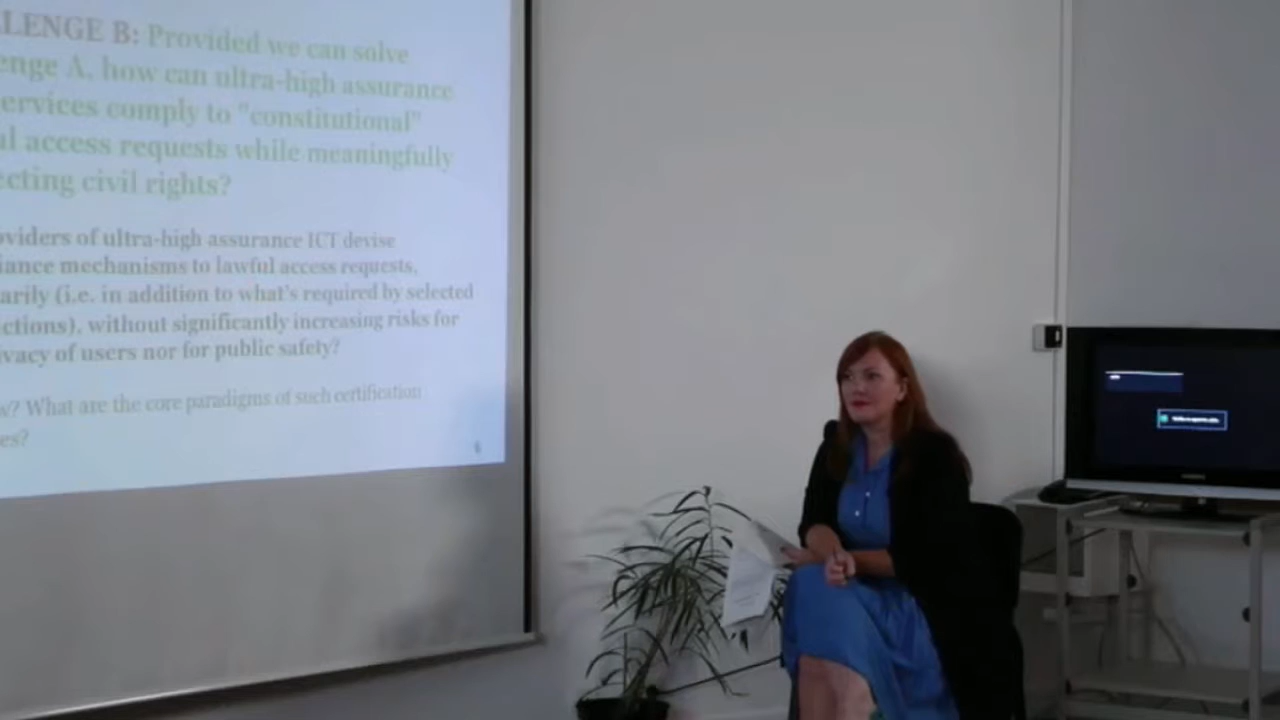 LENGE B: Provided we can solve
enge A, how can ultra-high assurance
ervices comply to "constitutional"
l access requests while meaningfully
ecting civil rights?
oviders of ultra-high assurance ICT devise
iance mechanisms to lawful access requests,
arily (i.e. in addition to what's required by selected
ctions), without significantly increasing risks for
ivacy of users nor for public safety?
w? What are the core paradigms of such certification
es?
6